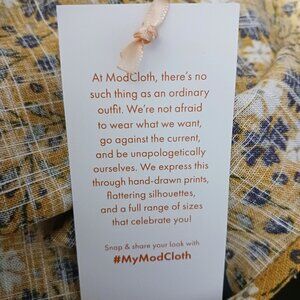 At ModCloth, there's no
such thing as an ordinary
outfit. We're not afraid
to wear what we want,
go against the current,
and be unapologetically
ourselves. We express this
through hand-drawn prints,
flattering silhouettes,
and a full range of sizes
that celebrate you!
Snap & share your look with
#MyModCloth